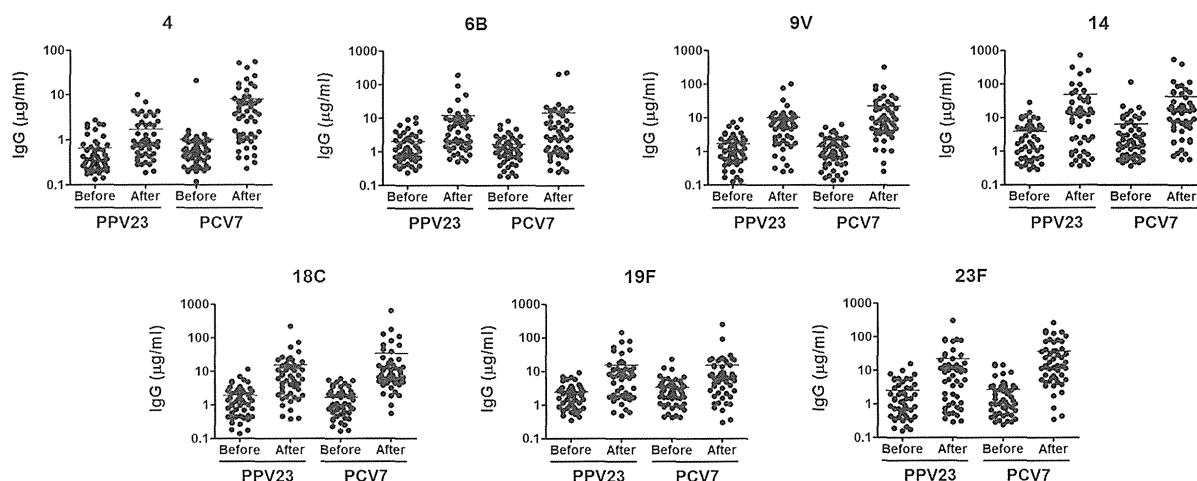 4
6B
9V
14
IgG (µg/ml)
100
10
1
0.1
Before After Before After
PPV23 PCV7
IgG (µg/ml)
1000
100
10
1
0.1
Before After Before After
PPV23 PCV7
IgG (µg/ml)
1000
100
10
1
0.1
Before After Before After
PPV23 PCV7
IgG (µg/ml)
1000
100
10
1
0.1
Before After Before After
PPV23 PCV7
18C
19F
23F
IgG (µg/ml)
1000
100
10
1
0.1
Before After Before After
PPV23 PCV7
IgG (µg/ml)
1000
100
10
1
0.1
Before After Before After
PPV23 PCV7
IgG (µg/ml)
1000
100
10
1
0.1
Before After Before After
PPV23 PCV7